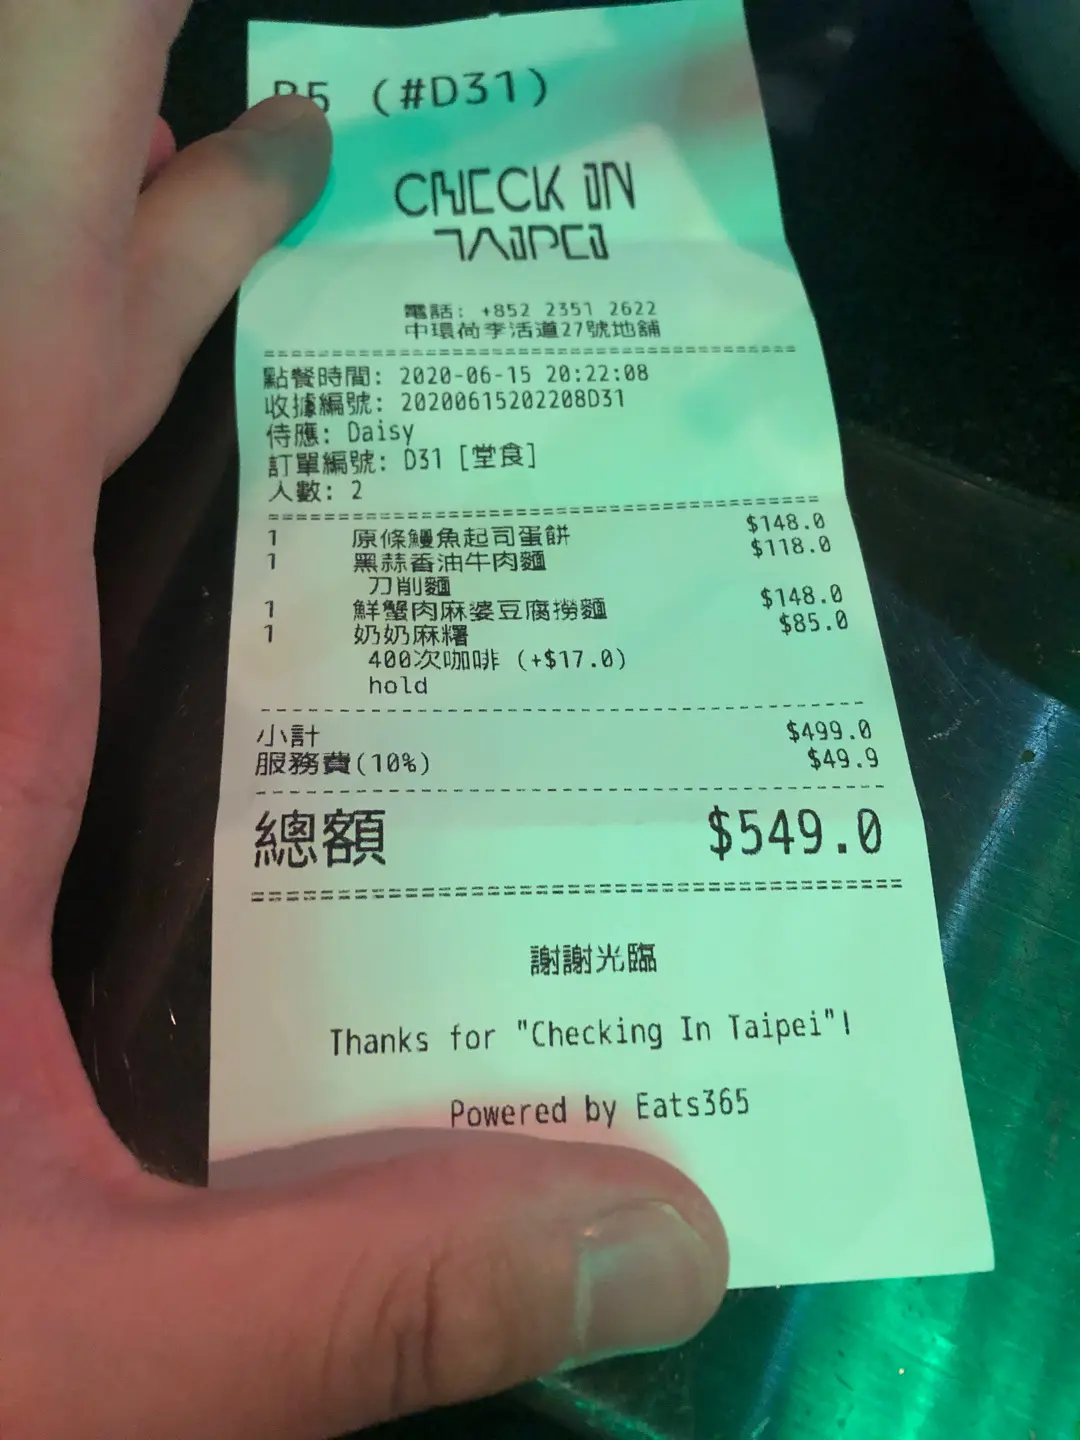 B5 (#D31)
CHECK IN
TAIPEI
電話: +852 2351 2622
中環荷李活道27號地舖
點餐時間: 2020-06-15 20:22:08
收據編號: 20200615202208D31
侍應: Daisy
訂單編號: D31 [堂食]
人數: 2
1 原條鰻魚起司蛋餅 $148.0
1 黑蒜香油牛肉麵 $118.0
刀削麵
1 鮮蟹肉麻婆豆腐撈麵 $148.0
1 奶奶麻糬 $85.0
400次咖啡 (+$17.0)
hold
小計 $499.0
服務費(10%) $49.9
總額 $549.0
謝謝光臨
Thanks for "Checking In Taipei"!
Powered by Eats365